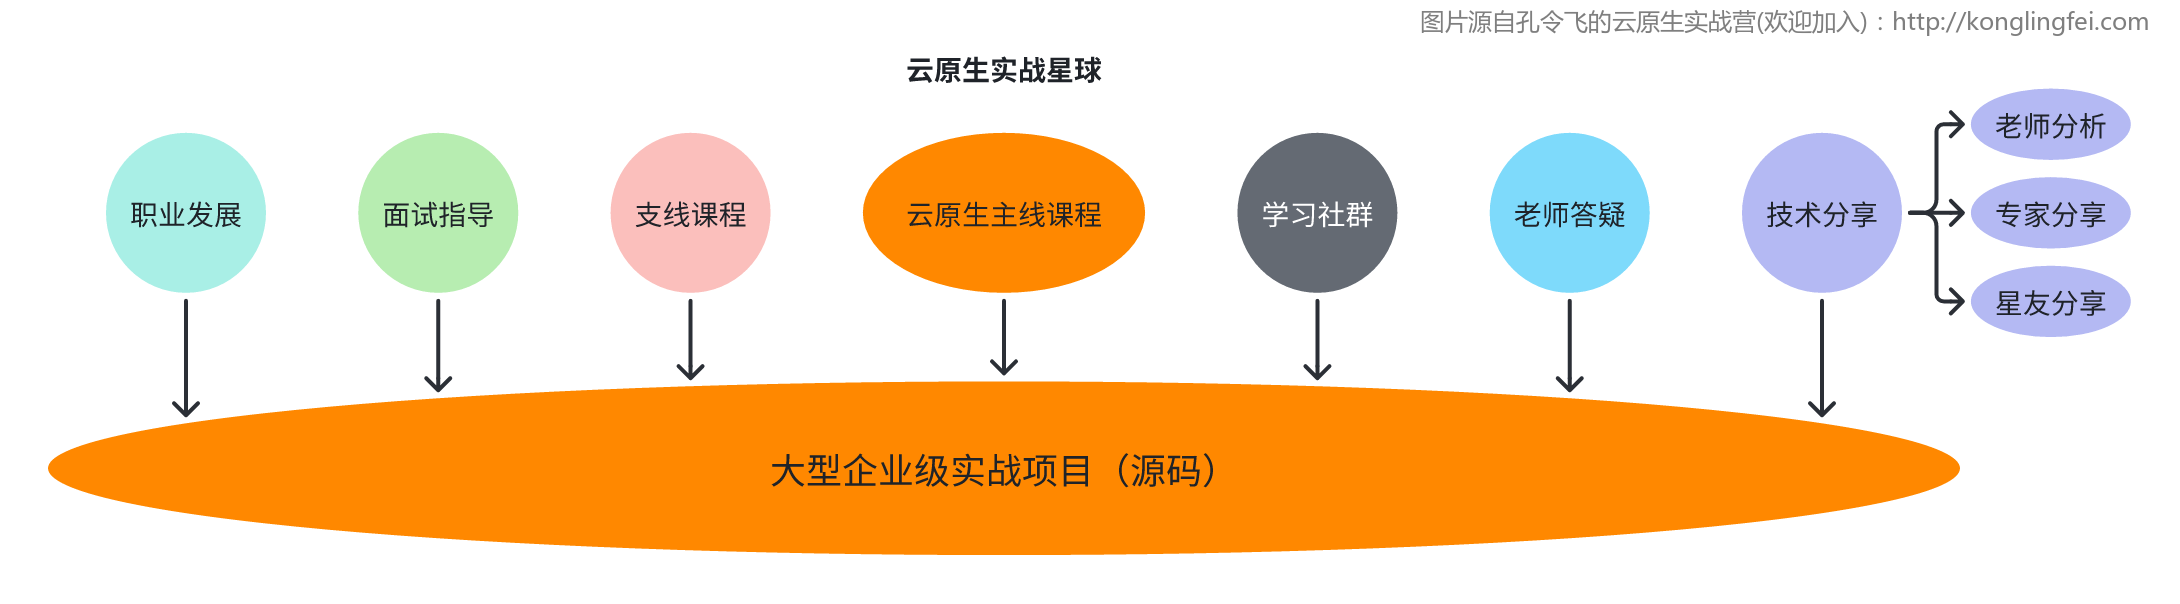 图片源自孔令飞的云原生实战营(欢迎加入)：http://konglingfei.com
云原生实战星球
职业发展
面试指导
支线课程
云原生主线课程
学习社群
老师答疑
技术分享
老师分析
专家分享
星友分享
大型企业级实战项目（源码）